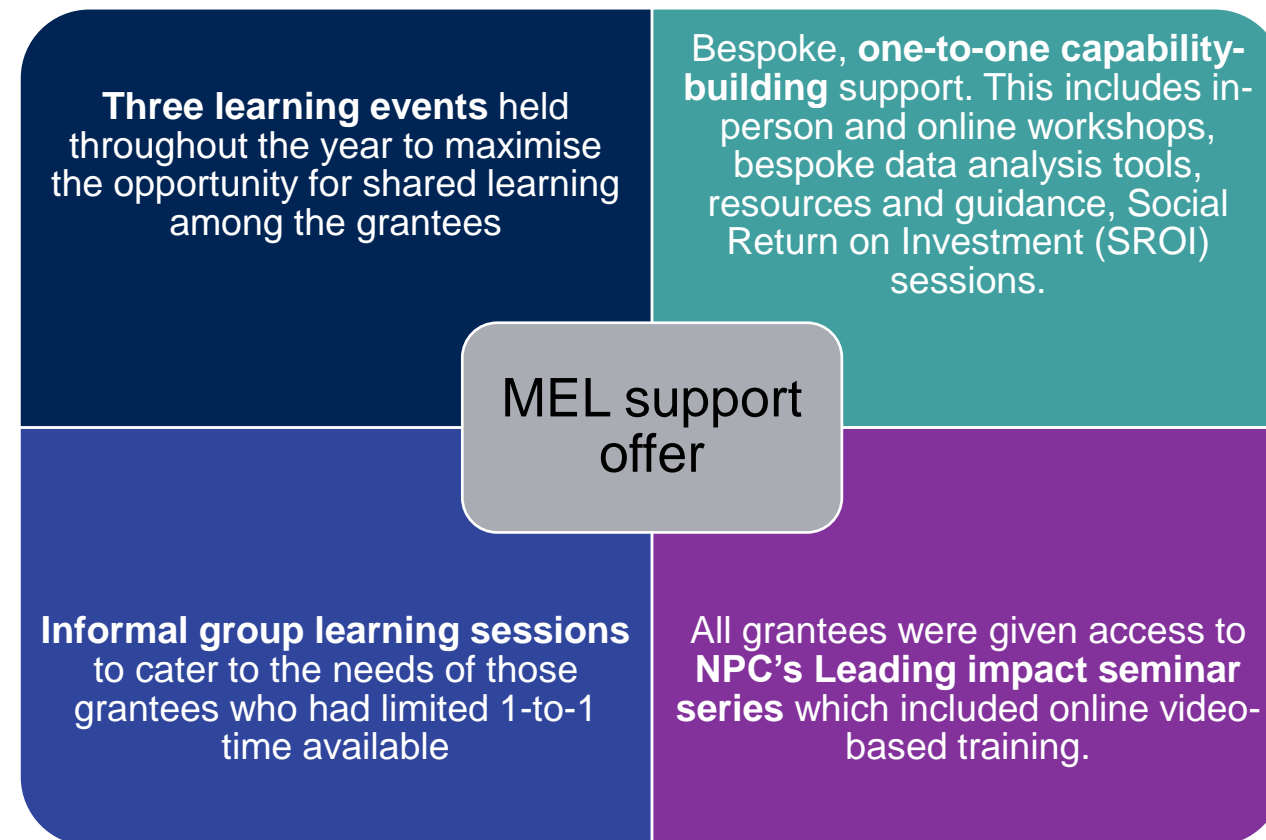 Three learning events held
throughout the year to maximise
the opportunity for shared learning
among the grantees
Bespoke, one-to-one capability-
building support. This includes in-
person and online workshops,
bespoke data analysis tools,
resources and guidance, Social
Return on Investment (SROI)
sessions.
MEL support
offer
Informal group learning sessions
to cater to the needs of those
grantees who had limited 1-to-1
time available
All grantees were given access to
NPC’s Leading impact seminar
series which included online video-
based training.